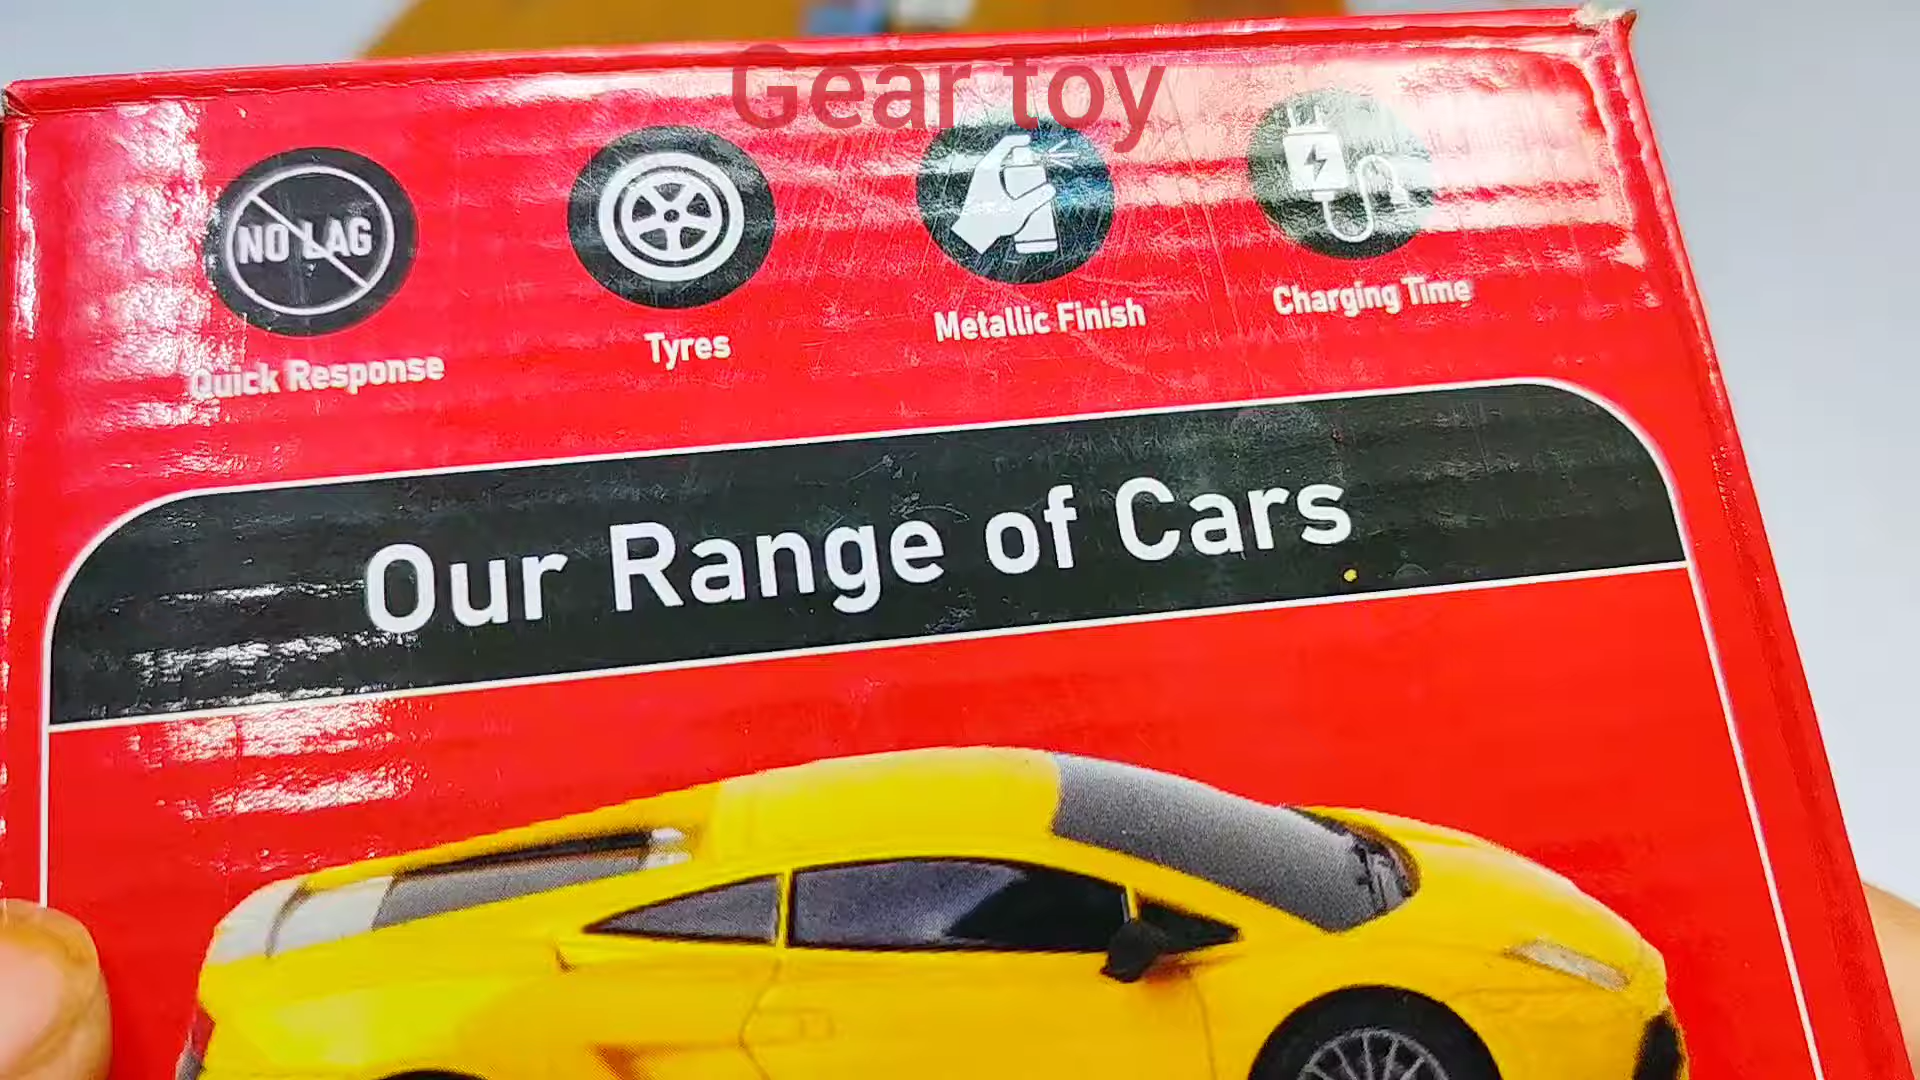 Gear toy
NO LAG
Quick Response
Tyres
Metallic Finish
Charging Time
Our Range of Cars